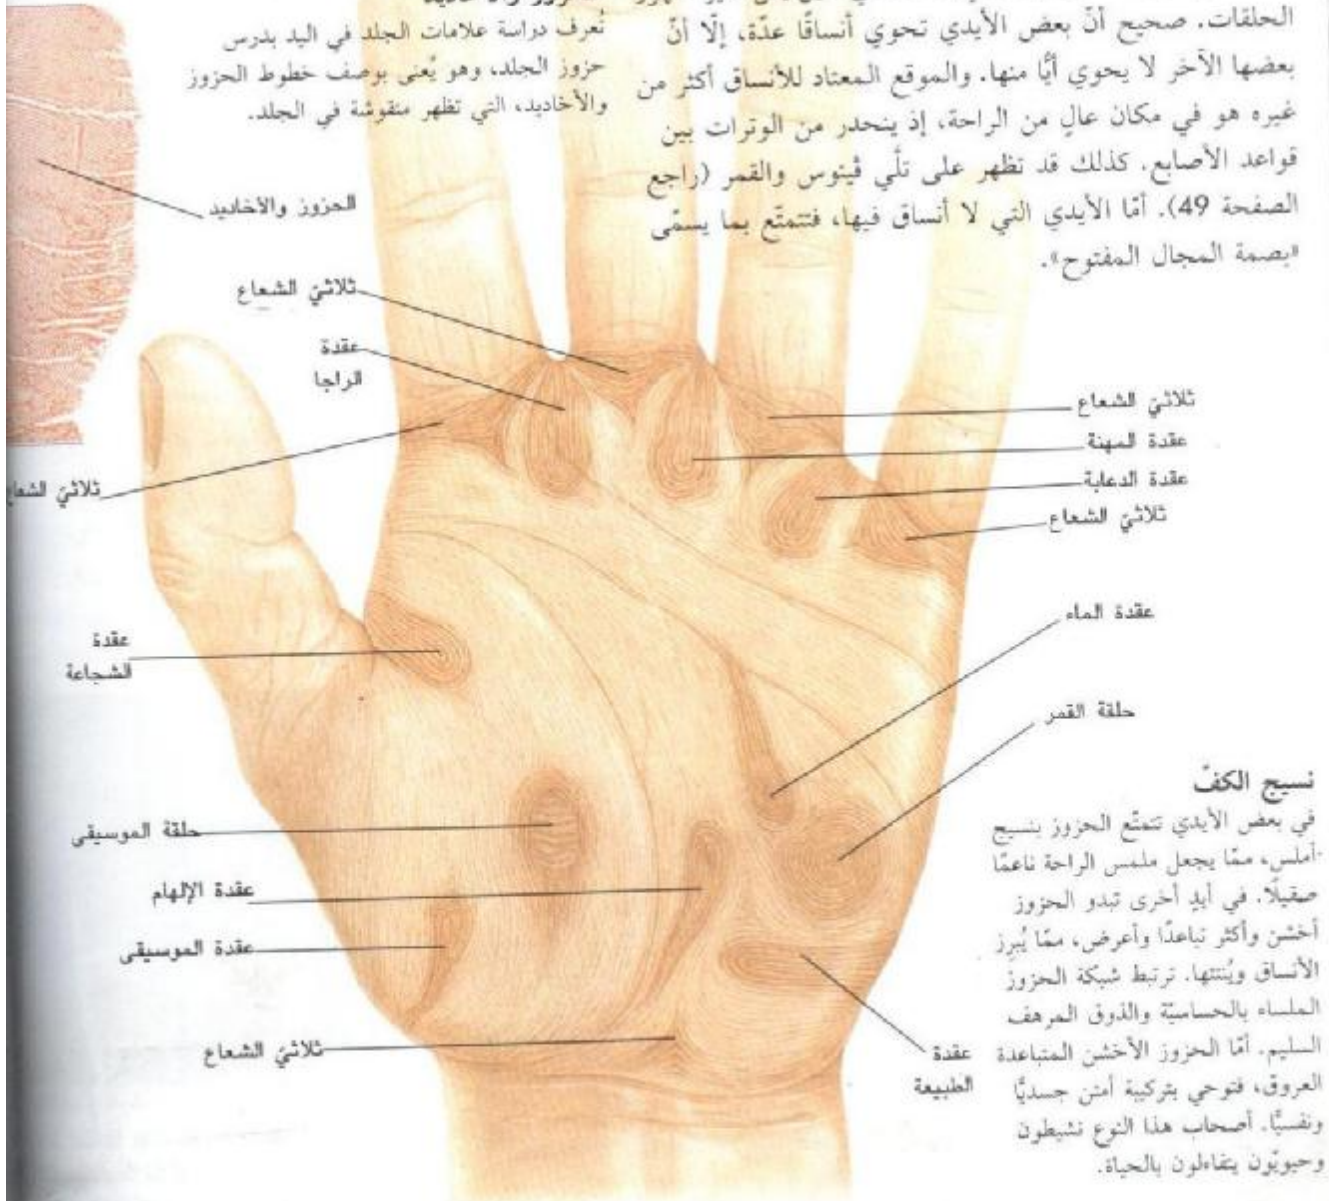 الحلقات. صحيح أنّ بعض الأيدي تحوي أنساقًا عدّة، إلّا أنّ
بعضها الآخر لا يحوي أيًّا منها. والموقع المعتاد للأنساق أكثر من
غيره هو في مكان عالٍ من الراحة، إذ ينحدر من الوترات بين
قواعد الأصابع. كذلك قد تظهر على تلَّي ڤينوس والقمر (راجع
الصفحة 49). أمّا الأيدي التي لا أنساق فيها، فتتمتّع بما يسمّى
«بصمة المجال المفتوح».
تُعرف دراسة علامات الجلد في اليد بدرس
حزوز الجلد، وهو يُعنى بوصف خطوط الحزوز
والأخاديد، التي تظهر منقوشة في الجلد.
الحزوز والأخاديد
ثلاثيّ الشعاع
عقدة
الراجا
ثلاثيّ الشعاع
ثلاثيّ الشعاع
عقدة المهنة
عقدة الدعابة
ثلاثيّ الشعاع
عقدة الماء
عقدة
الشجاعة
حلقة القمر
حلقة الموسيقى
عقدة الإلهام
عقدة الموسيقى
ثلاثيّ الشعاع
عقدة
الطبيعة
نسيج الكفّ
في بعض الأيدي تتمتّع الحزوز بنسيج
أملس، ممّا يجعل ملمس الراحة ناعمًا
صقيلًا. في أيدٍ أخرى تبدو الحزوز
أخشن وأكثر تباعدًا وأعرض، ممّا يُبرز
الأنساق ويُثبتها. ترتبط شبكة الحزوز
الملساء بالحساسيّة والذوق المرهف
السليم. أمّا الحزوز الأخشن المتباعدة
العروق، فتوحي بتركيبة أمتن جسديًّا
ونفسيًّا. أصحاب هذا النوع نشيطون
وحيويّون يتفاءلون بالحياة.